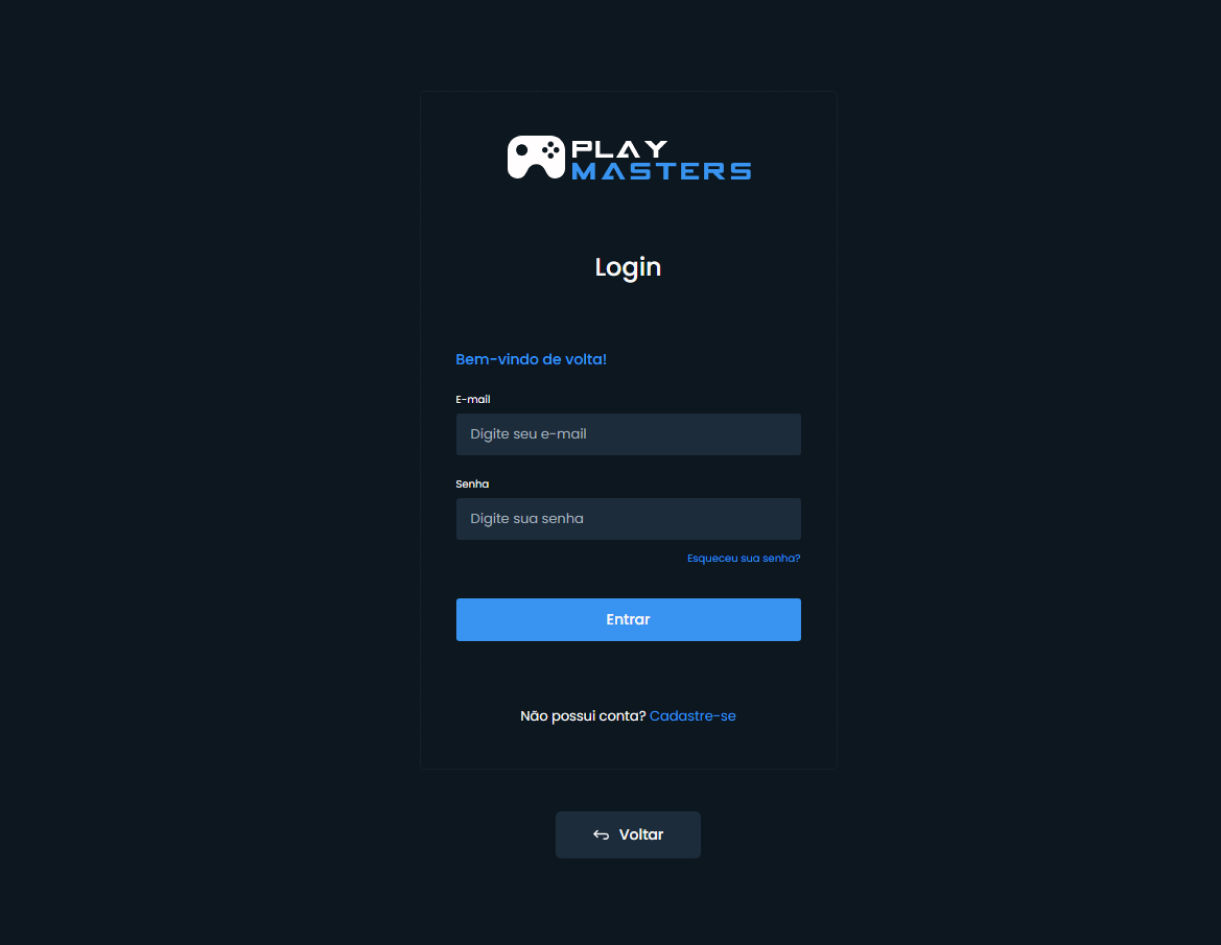 PLAY
MASTERS
Login
Bem-vindo de volta!
E-mail
Digite seu e-mail
Senha
Digite sua senha
Esqueceu sua senha?
Entrar
Não possui conta? Cadastre-se
Voltar